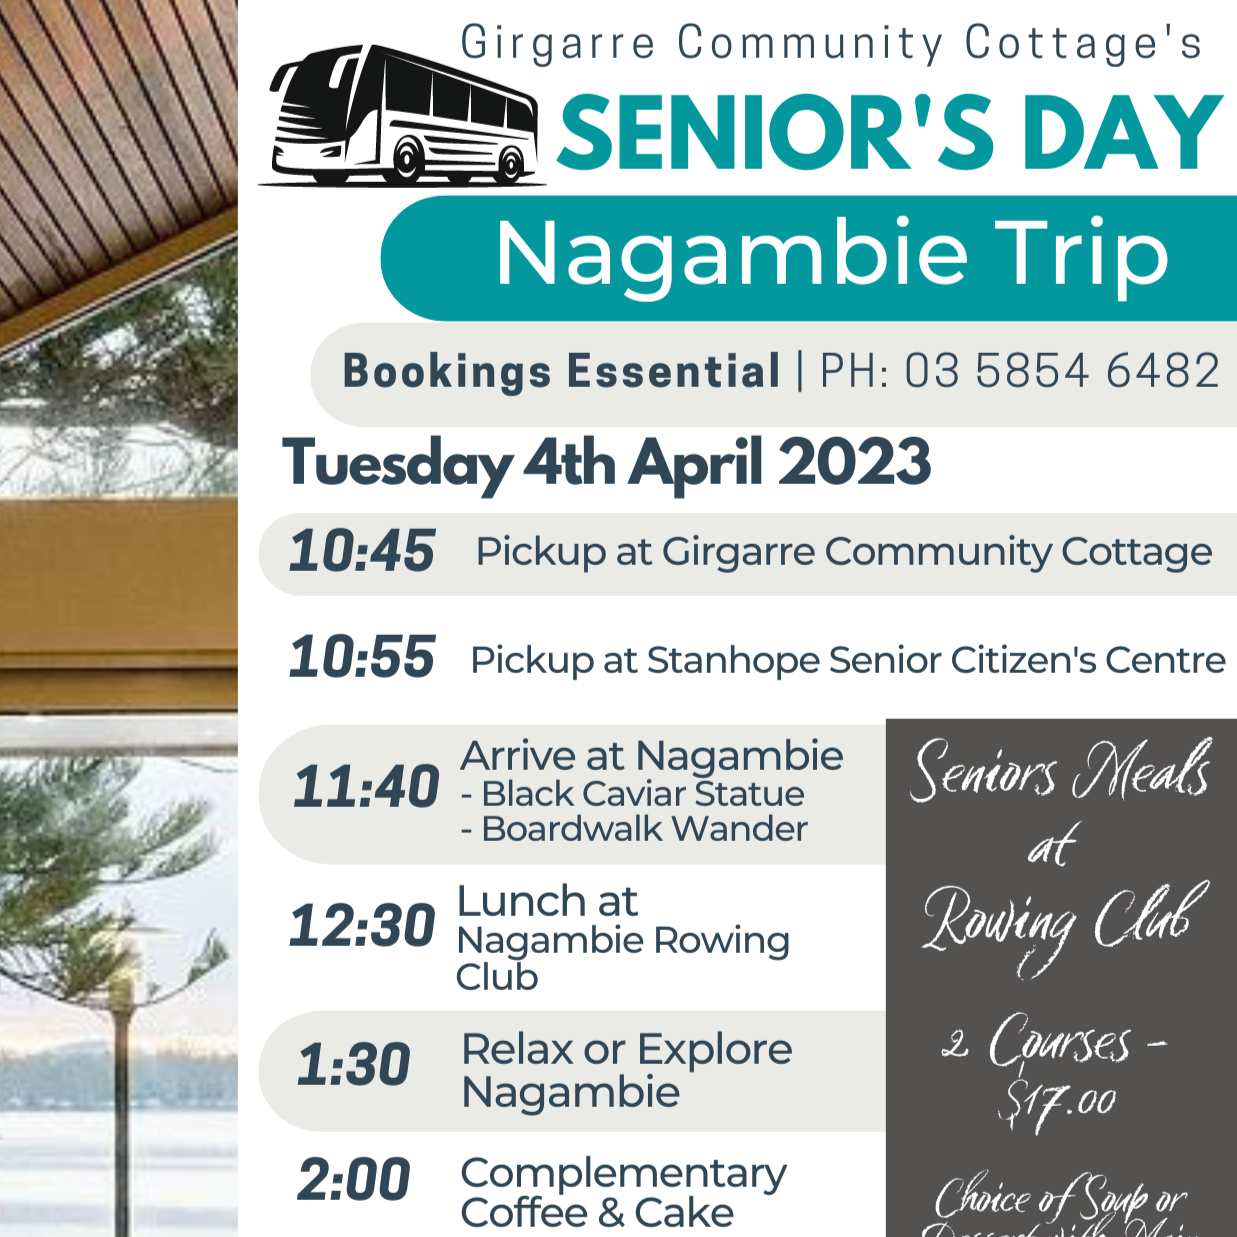 Girgarre Community Cottage's
SENIOR'S DAY
Nagambie Trip
Bookings Essential | PH: 03 5854 6482
Tuesday 4th April 2023
10:45 Pickup at Girgarre Community Cottage
10:55 Pickup at Stanhope Senior Citizen's Centre
11:40 Arrive at Nagambie
- Black Caviar Statue
- Boardwalk Wander
12:30 Lunch at
Nagambie Rowing
Club
1:30 Relax or Explore
Nagambie
2:00 Complementary
Coffee & Cake
Seniors Meals
at
Rowing Club
2 Courses -
$17.00
Choice of Soup or
Dessert with Main